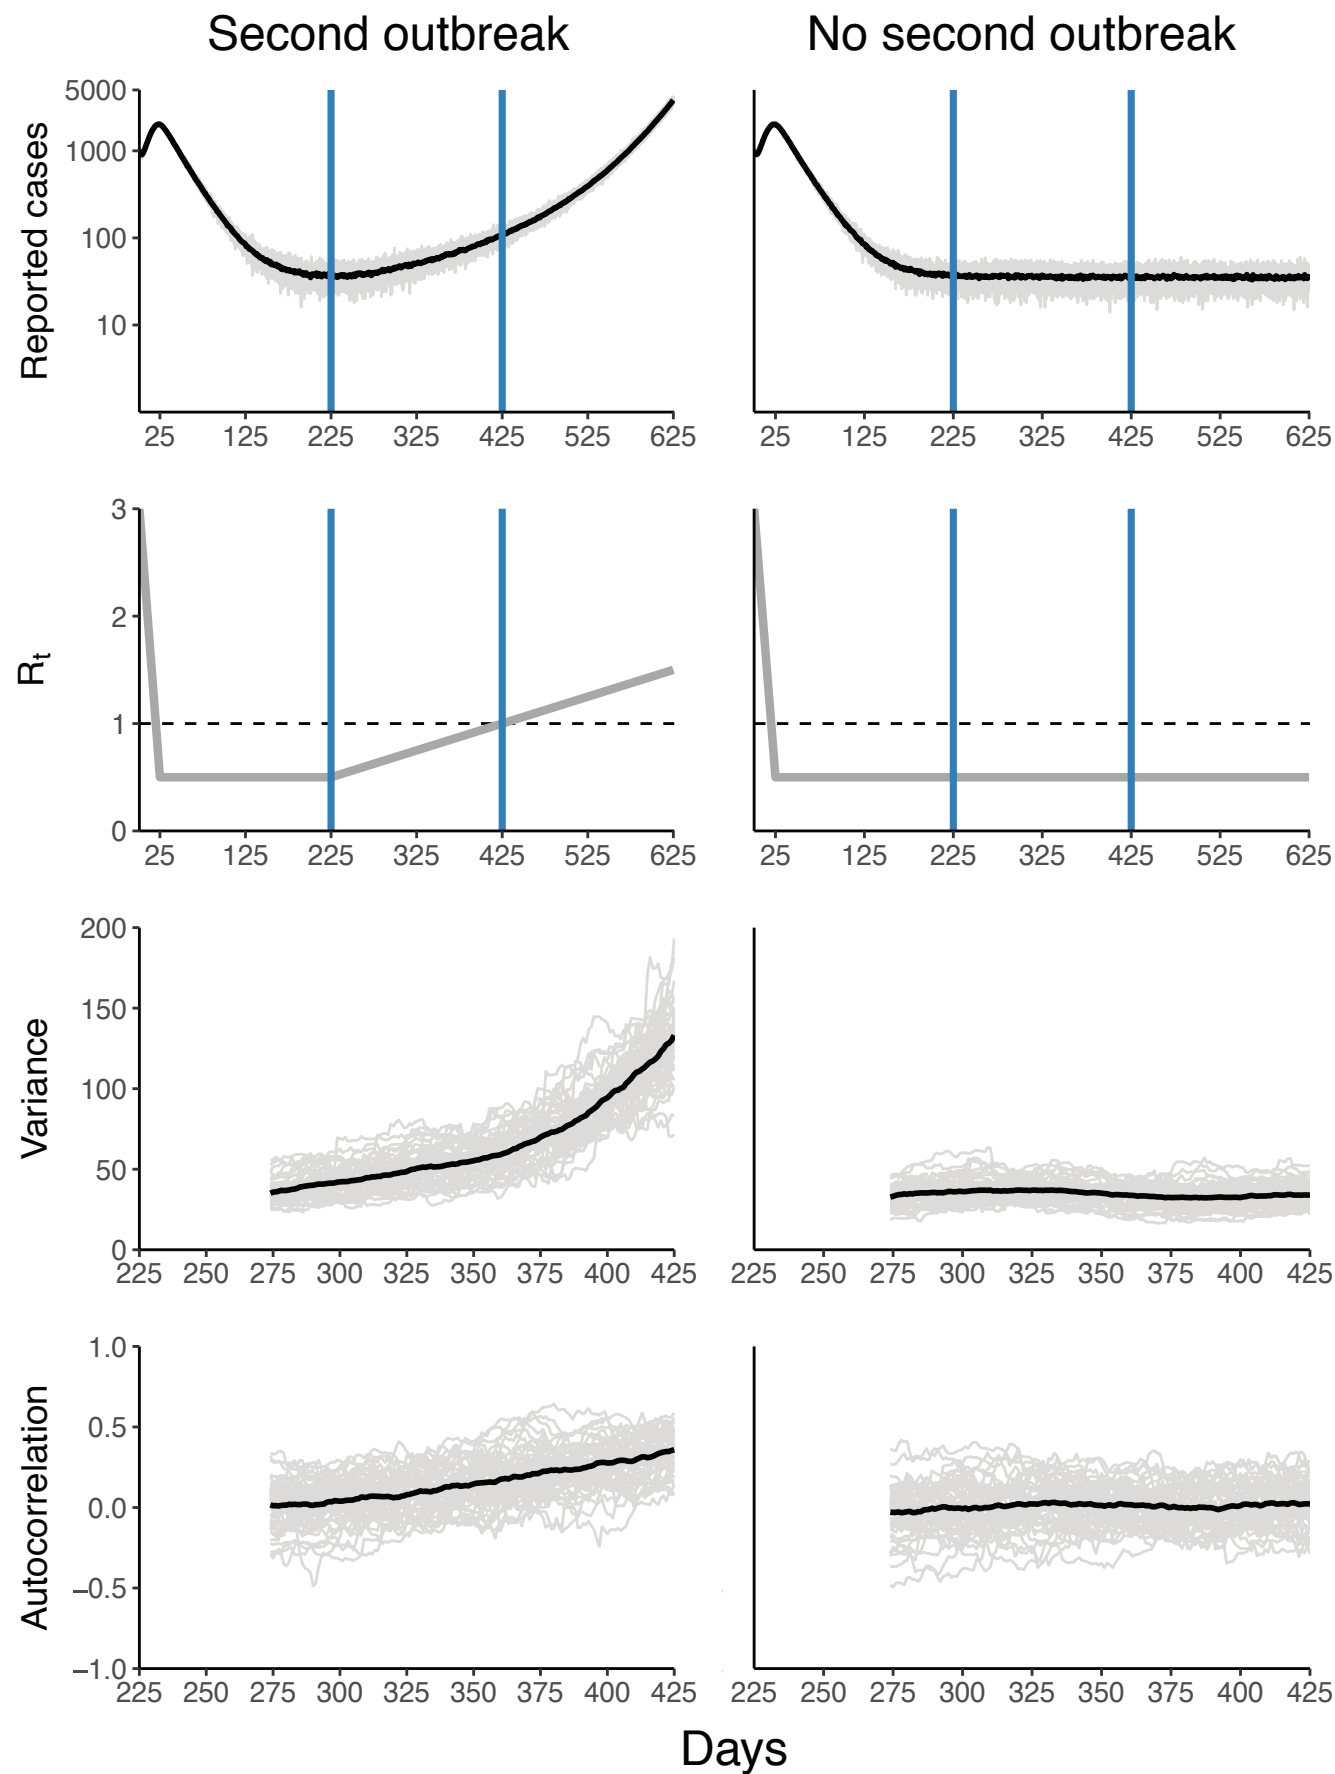 Second outbreak
No second outbreak
Reported cases
5000
1000
100
10
25 125 225 325 425 525 625
25 125 225 325 425 525 625
Rt
3
2
1
0
25 125 225 325 425 525 625
25 125 225 325 425 525 625
Variance
200
150
100
50
0
225 250 275 300 325 350 375 400 425
225 250 275 300 325 350 375 400 425
Autocorrelation
1.0
0.5
0.0
−0.5
−1.0
225 250 275 300 325 350 375 400 425
225 250 275 300 325 350 375 400 425
Days